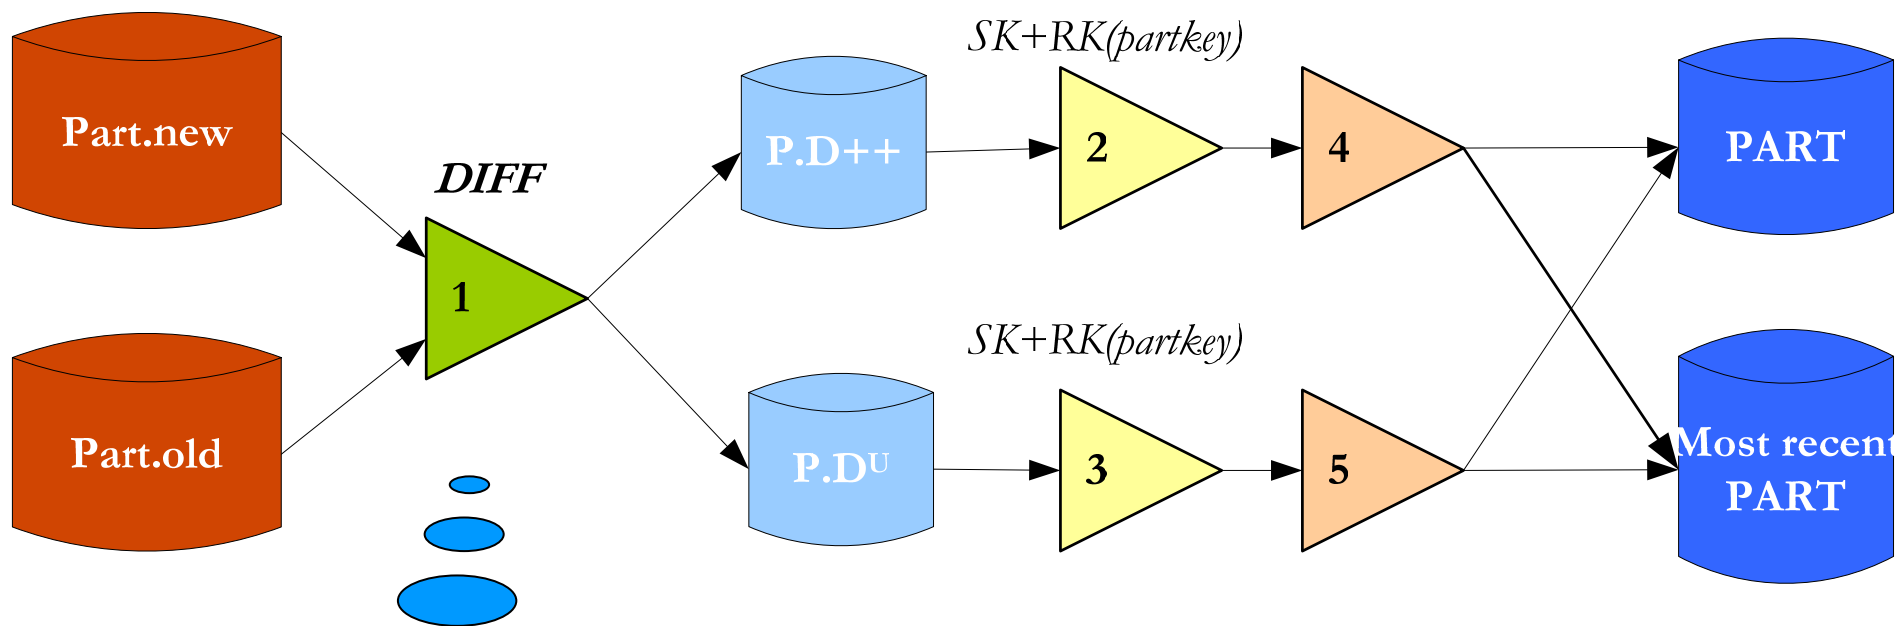 SK+RK(partkey)
Part.new
P.D++
2
4
PART
DIFF
1
SK+RK(partkey)
Part.old
P.Dᵁ
3
5
Most recent
PART